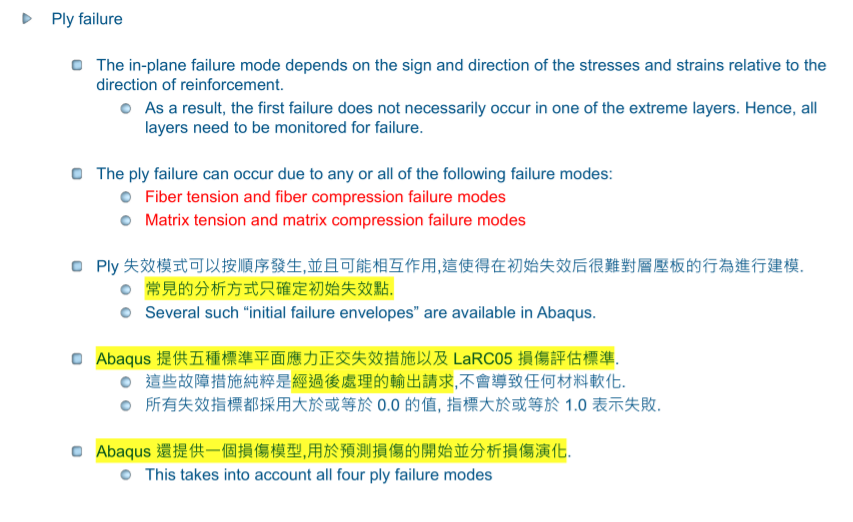 Ply failure
The in-plane failure mode depends on the sign and direction of the stresses and strains relative to the
direction of reinforcement.
As a result, the first failure does not necessarily occur in one of the extreme layers. Hence, all
layers need to be monitored for failure.
The ply failure can occur due to any or all of the following failure modes:
Fiber tension and fiber compression failure modes
Matrix tension and matrix compression failure modes
Ply 失效模式可以按順序發生,並且可能相互作用,這使得在初始失效后很難對層壓板的行為進行建模.
常見的分析方式只確定初始失效點.
Several such “initial failure envelopes” are available in Abaqus.
Abaqus 提供五種標準平面應力正交失效措施以及 LaRC05 損傷評估標準.
這些故障措施純粹是經過後處理的輸出請求,不會導致任何材料軟化.
所有失效指標都採用大於或等於 0.0 的值, 指標大於或等於 1.0 表示失敗.
Abaqus 還提供一個損傷模型,用於預測損傷的開始並分析損傷演化.
This takes into account all four ply failure modes